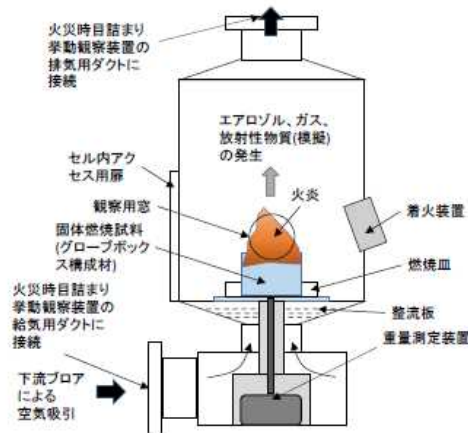 火災時目詰まり
挙動観察装置の
排気用ダクトに
接続
エアロゾル、ガス、
放射性物質(模擬)
の発生
セル内アク
セス用扉
観察用窓
火炎
着火装置
固体燃焼試料
(グローブボック
ス構成材)
燃焼皿
火災時目詰まり
挙動観察装置の
給気用ダクトに
接続
整流板
重量測定装置
下流ブロア
による
空気吸引